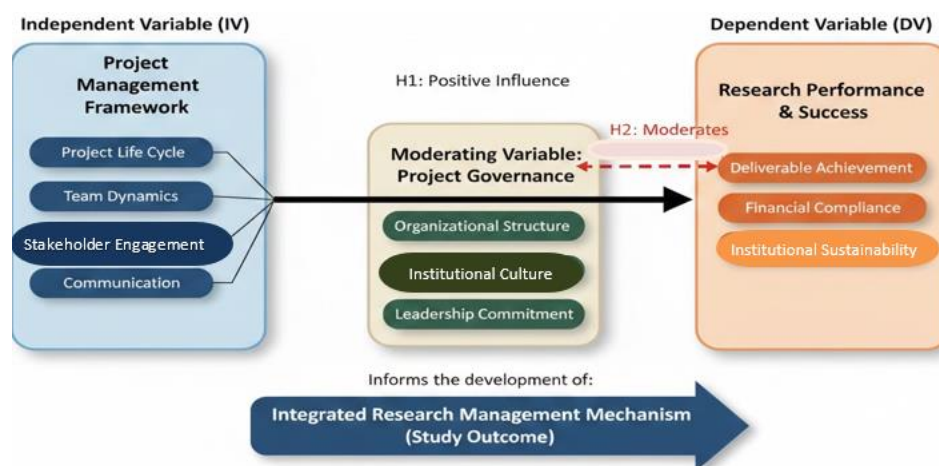 Independent Variable (IV)
Project
Management
Framework
Project Life Cycle
Team Dynamics
Stakeholder Engagement
Communication
H1: Positive Influence
Moderating Variable:
Project Governance
Organizational Structure
Institutional Culture
Leadership Commitment
H2: Moderates
Dependent Variable (DV)
Research Performance
& Success
Deliverable Achievement
Financial Compliance
Institutional Sustainability
Informs the development of:
Integrated Research Management Mechanism
(Study Outcome)